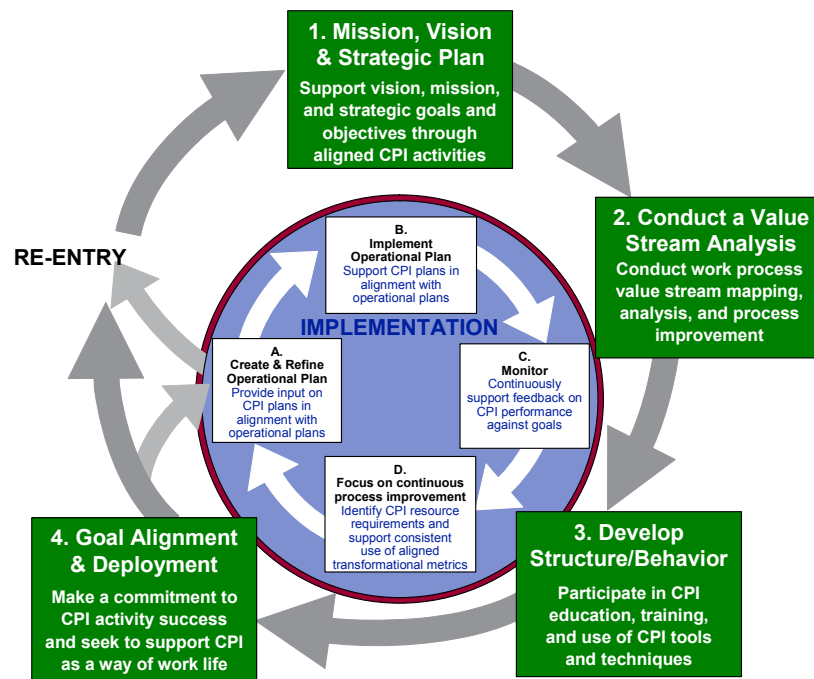 1. Mission, Vision
& Strategic Plan
Support vision, mission,
and strategic goals and
objectives through
aligned CPI activities
2. Conduct a Value
Stream Analysis
Conduct work process
value stream mapping,
analysis, and process
improvement
RE-ENTRY
B.
Implement
Operational Plan
Support CPI plans in
alignment with
operational plans
IMPLEMENTATION
A.
Create & Refine
Operational Plan
Provide input on
CPI plans in
alignment with
operational plans
C.
Monitor
Continuously
support feedback on
CPI performance
against goals
D.
Focus on continuous
process improvement
Identify CPI resource
requirements and
support consistent
use of aligned
transformational metrics
3. Develop
Structure/Behavior
Participate in CPI
education, training,
and use of CPI tools
and techniques
4. Goal Alignment
& Deployment
Make a commitment to
CPI activity success
and seek to support CPI
as a way of work life